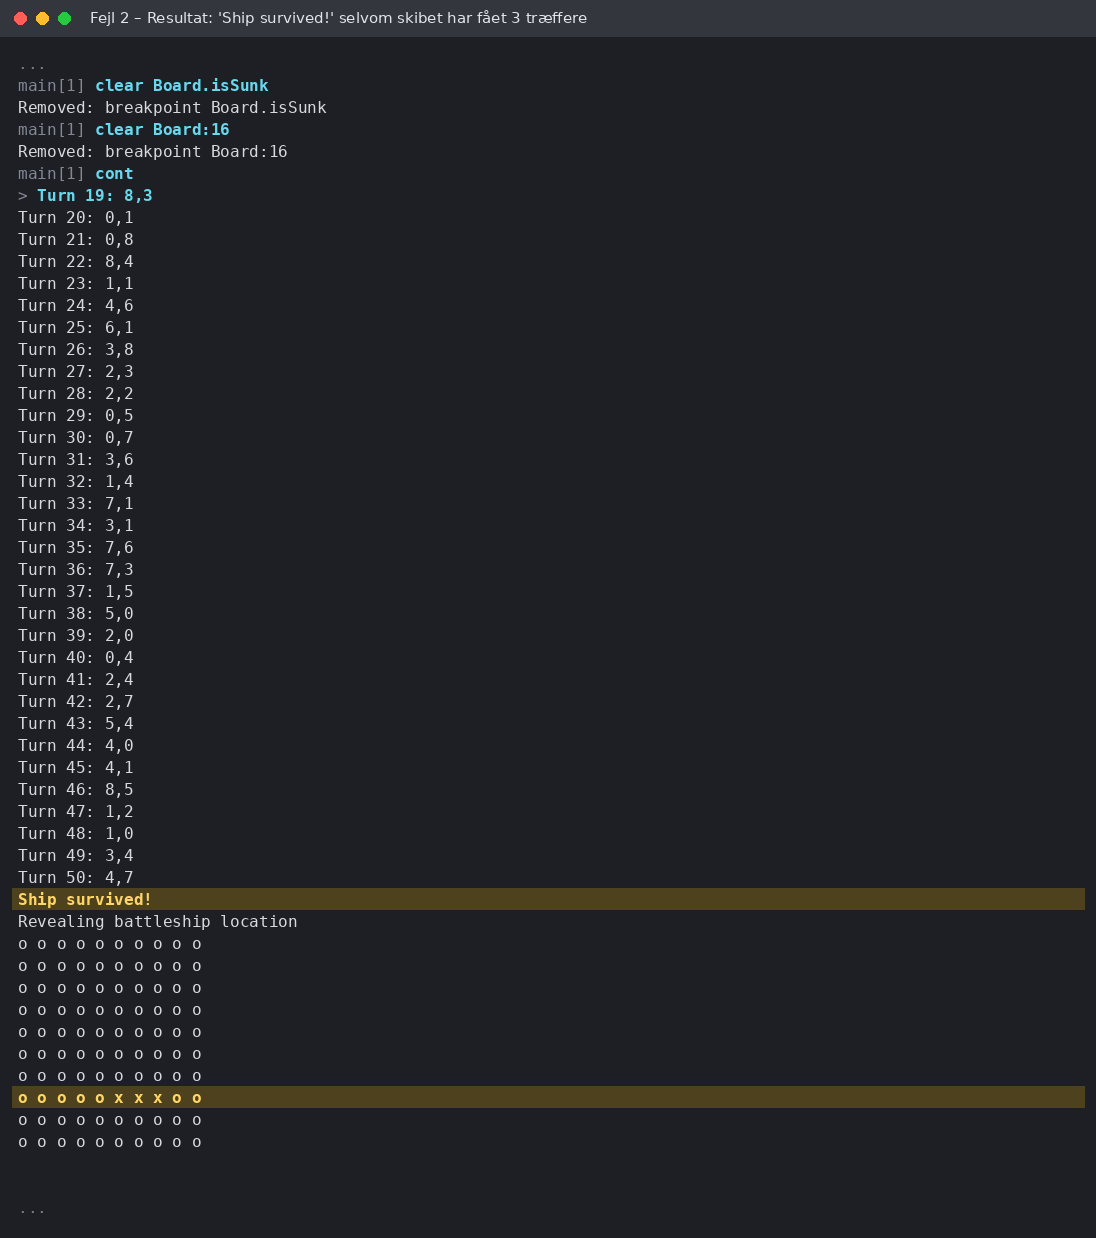 Fejl 2 – Resultat: 'Ship survived!' selvom skibet har fået 3 træffere
...
main[1] clear Board.isSunk
Removed: breakpoint Board.isSunk
main[1] clear Board:16
Removed: breakpoint Board:16
main[1] cont
> Turn 19: 8,3
Turn 20: 0,1
Turn 21: 0,8
Turn 22: 8,4
Turn 23: 1,1
Turn 24: 4,6
Turn 25: 6,1
Turn 26: 3,8
Turn 27: 2,3
Turn 28: 2,2
Turn 29: 0,5
Turn 30: 0,7
Turn 31: 3,6
Turn 32: 1,4
Turn 33: 7,1
Turn 34: 3,1
Turn 35: 7,6
Turn 36: 7,3
Turn 37: 1,5
Turn 38: 5,0
Turn 39: 2,0
Turn 40: 0,4
Turn 41: 2,4
Turn 42: 2,7
Turn 43: 5,4
Turn 44: 4,0
Turn 45: 4,1
Turn 46: 8,5
Turn 47: 1,2
Turn 48: 1,0
Turn 49: 3,4
Turn 50: 4,7
Ship survived!
Revealing battleship location
o o o o o o o o o o
o o o o o o o o o o
o o o o o o o o o o
o o o o o o o o o o
o o o o o o o o o o
o o o o o o o o o o
o o o o o o o o o o
o o o o o x x x o o
o o o o o o o o o o
o o o o o o o o o o
...